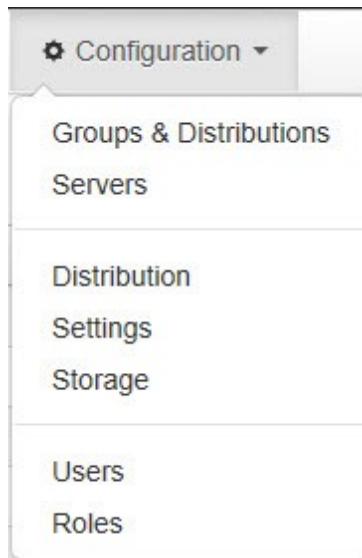 Configuration
Groups & Distributions
Servers
Distribution
Settings
Storage
Users
Roles